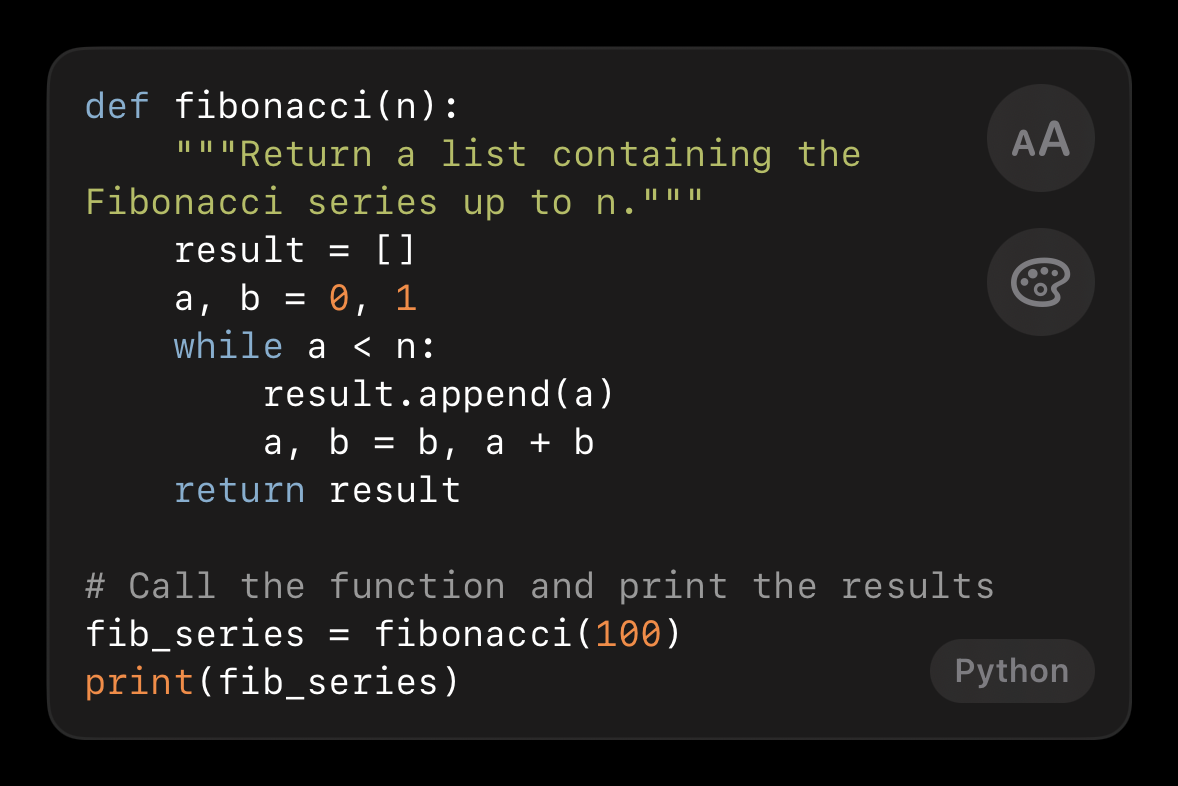 def fibonacci(n):
    """Return a list containing the
Fibonacci series up to n."""
    result = []
    a, b = 0, 1
    while a < n:
        result.append(a)
        a, b = b, a + b
    return result

# Call the function and print the results
fib_series = fibonacci(100)
print(fib_series)
AA
Python